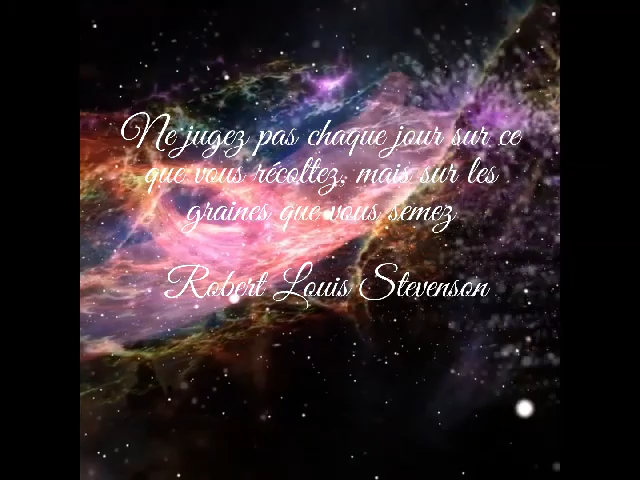 Ne jugez pas chaque jour sur ce
que vous récoltez, mais sur les
graines que vous semez
Robert Louis Stevenson